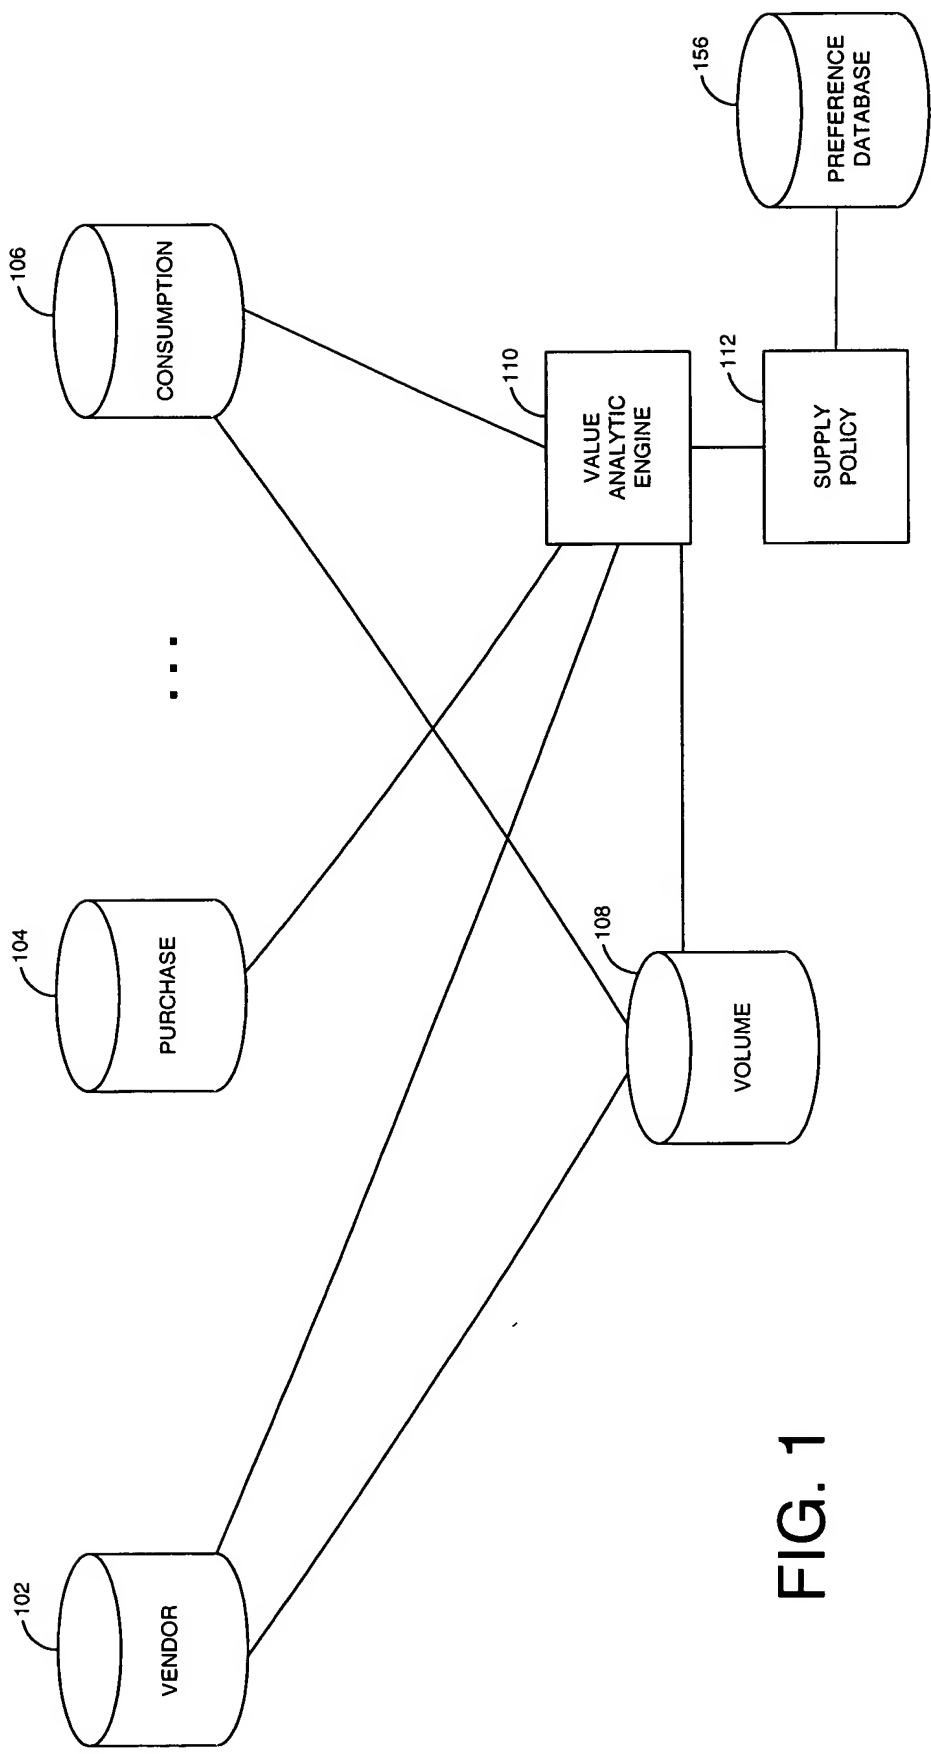 102
VENDOR
104
PURCHASE
. . .
106
CONSUMPTION
108
VOLUME
110
VALUE
ANALYTIC
ENGINE
112
SUPPLY
POLICY
156
PREFERENCE
DATABASE
FIG. 1